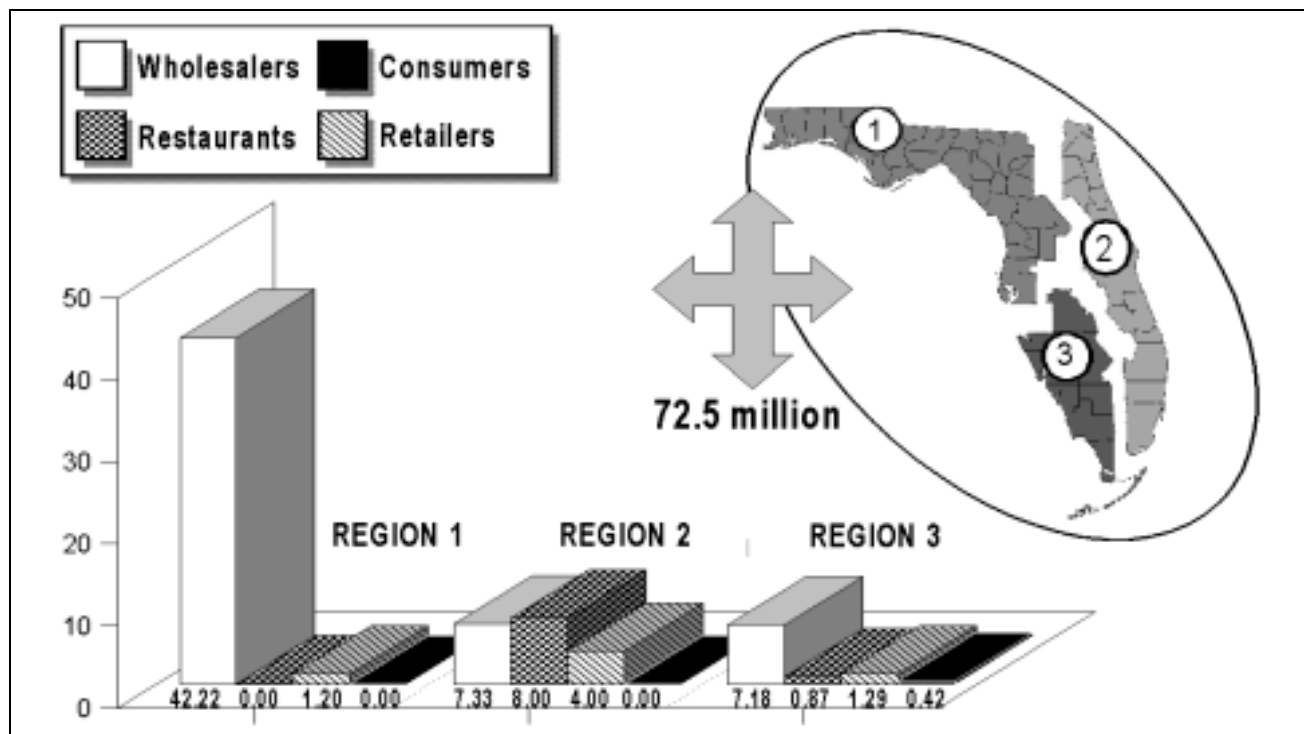 Wholesalers Consumers
Restaurants Retailers
1
2
3
72.5 million
50
40
30
20
10
0
REGION 1 REGION 2 REGION 3
42.22 0.00 1.20 0.00 7.33 8.00 4.00 0.00 7.18 0.87 1.29 0.42